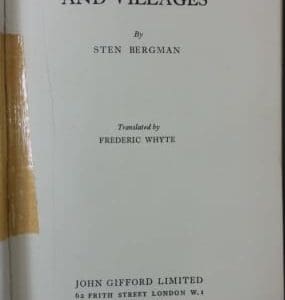 AND VILLAGES
By
STEN BERGMAN
Translated by
FREDERIC WHYTE
JOHN GIFFORD LIMITED
62 FRITH STREET LONDON W.1